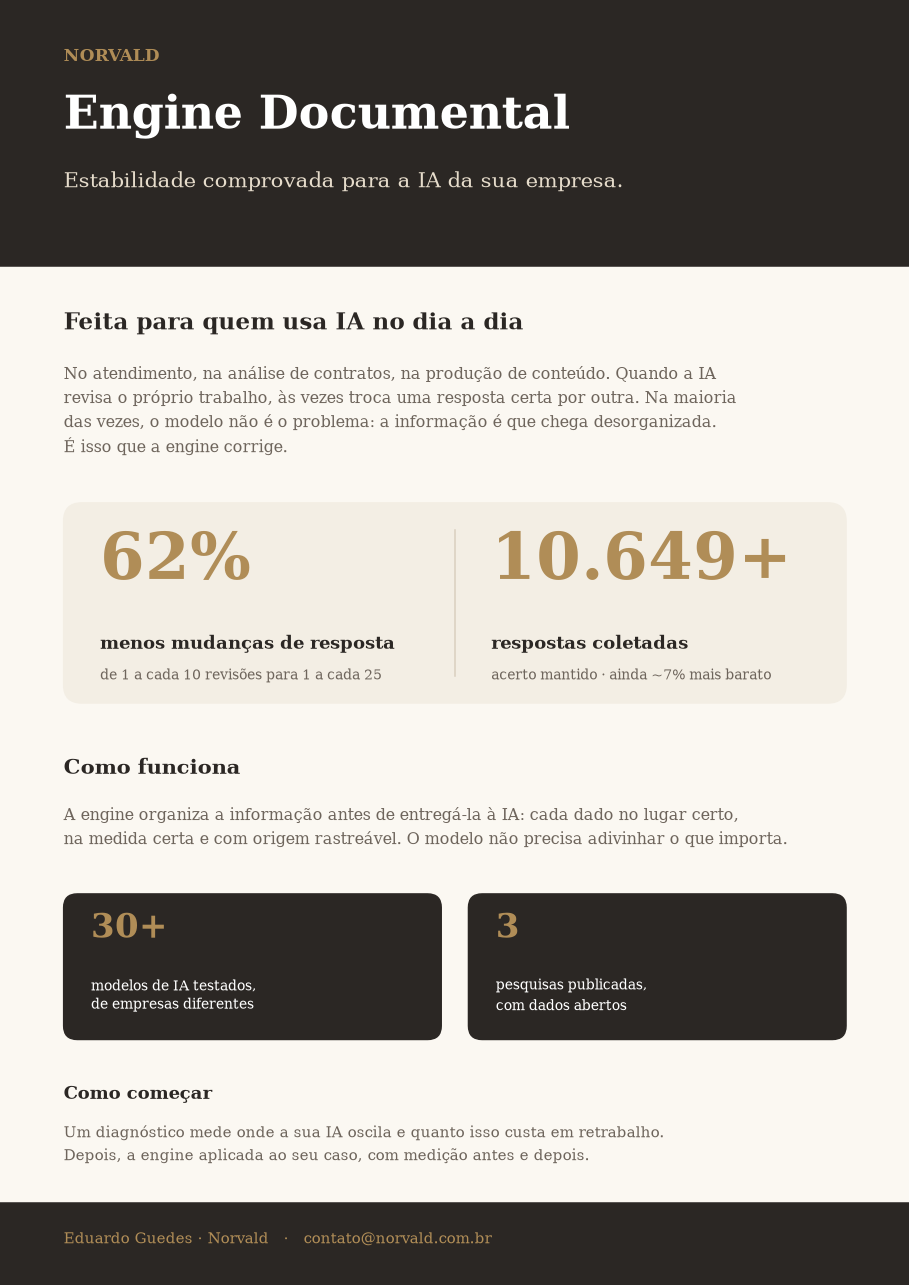 NORVALD
Engine Documental
Estabilidade comprovada para a IA da sua empresa.
Feita para quem usa IA no dia a dia
No atendimento, na análise de contratos, na produção de conteúdo. Quando a IA
revisa o próprio trabalho, às vezes troca uma resposta certa por outra. Na maioria
das vezes, o modelo não é o problema: a informação é que chega desorganizada.
É isso que a engine corrige.
62%
menos mudanças de resposta
de 1 a cada 10 revisões para 1 a cada 25
10.649+
respostas coletadas
acerto mantido · ainda ~7% mais barato
Como funciona
A engine organiza a informação antes de entregá-la à IA: cada dado no lugar certo,
na medida certa e com origem rastreável. O modelo não precisa adivinhar o que importa.
30+
modelos de IA testados,
de empresas diferentes
3
pesquisas publicadas,
com dados abertos
Como começar
Um diagnóstico mede onde a sua IA oscila e quanto isso custa em retrabalho.
Depois, a engine aplicada ao seu caso, com medição antes e depois.
Eduardo Guedes · Norvald · contato@norvald.com.br